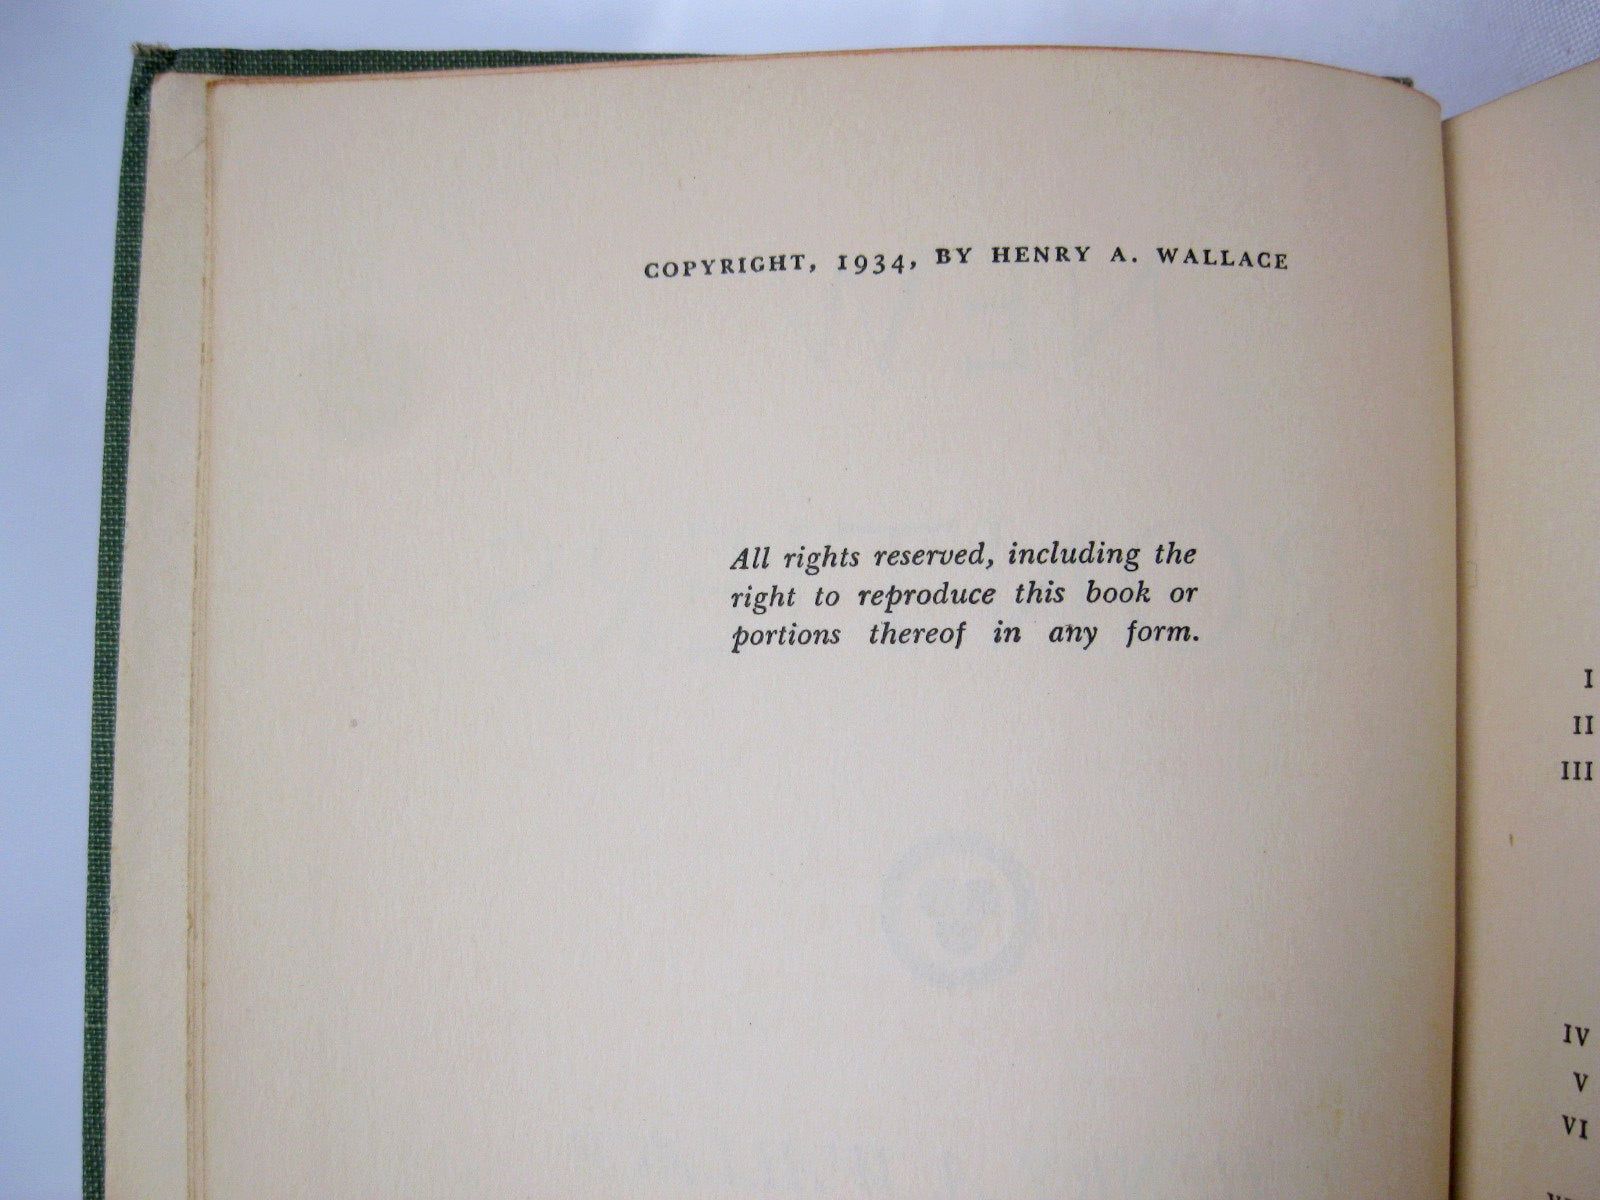 COPYRIGHT, 1934, BY HENRY A. WALLACE
All rights reserved, including the
right to reproduce this book or
portions thereof in any form.
I
II
III
IV
V
VI